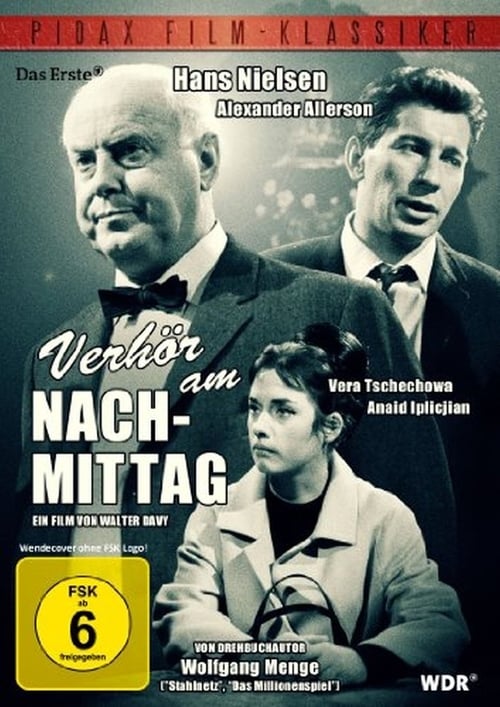 PIDAX FILM-KLASSIKER
Das Erste
Hans Nielsen
Alexander Allerson
Verhör
am
NACH-
MITTAG
Vera Tschechowa
Anaid Iplicjian
EIN FILM VON WALTER DAVY
Wendecover ohne FSK Logo!
FSK
ab
6
freigegeben
VON DREHBUCHAUTOR
Wolfgang Menge
("Stahlnetz", "Das Millionenspiel")
WDR